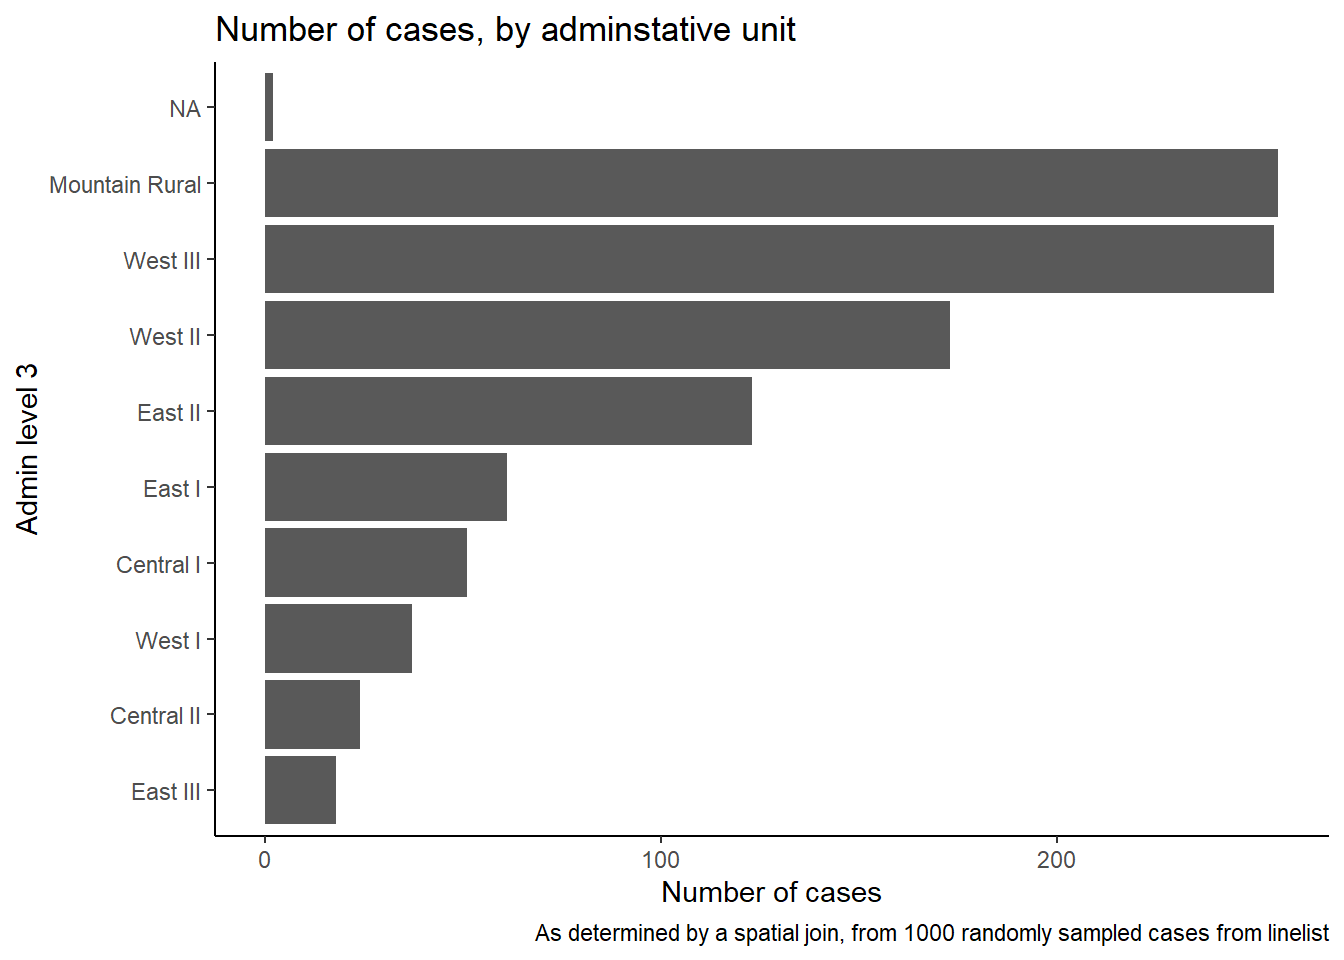 Number of cases, by adminstative unit
NA
Mountain Rural
West III
West II
East II
East I
Central I
West I
Central II
East III
Admin level 3
0
100
200
Number of cases
As determined by a spatial join, from 1000 randomly sampled cases from linelist